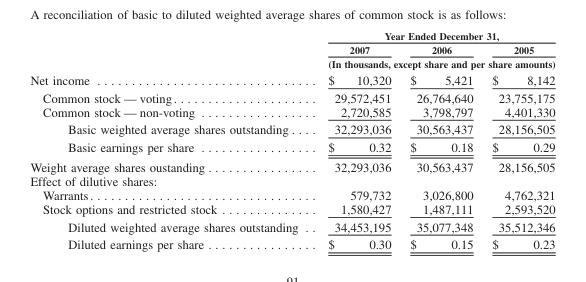 A reconciliation of basic to diluted weighted average shares of common stock is as follows:
Year Ended December 31,
2007 2006 2005
(In thousands, except share and per share amounts)
Net income . . . . . . . . . . . . . . . . . . . . . . . . . . . . . . . . $ 10,320 $ 5,421 $ 8,142
Common stock — voting . . . . . . . . . . . . . . . . . . . . . 29,572,451 26,764,640 23,755,175
Common stock — non-voting . . . . . . . . . . . . . . . . . 2,720,585 3,798,797 4,401,330
Basic weighted average shares outstanding . . . . 32,293,036 30,563,437 28,156,505
Basic earnings per share . . . . . . . . . . . . . . . . . $ 0.32 $ 0.18 $ 0.29
Weight average shares oustanding . . . . . . . . . . . . . . . 32,293,036 30,563,437 28,156,505
Effect of dilutive shares:
Warrants . . . . . . . . . . . . . . . . . . . . . . . . . . . . . . . . . 579,732 3,026,800 4,762,321
Stock options and restricted stock . . . . . . . . . . . . . . 1,580,427 1,487,111 2,593,520
Diluted weighted average shares outstanding . . 34,453,195 35,077,348 35,512,346
Diluted earnings per share . . . . . . . . . . . . . . . . $ 0.30 $ 0.15 $ 0.23